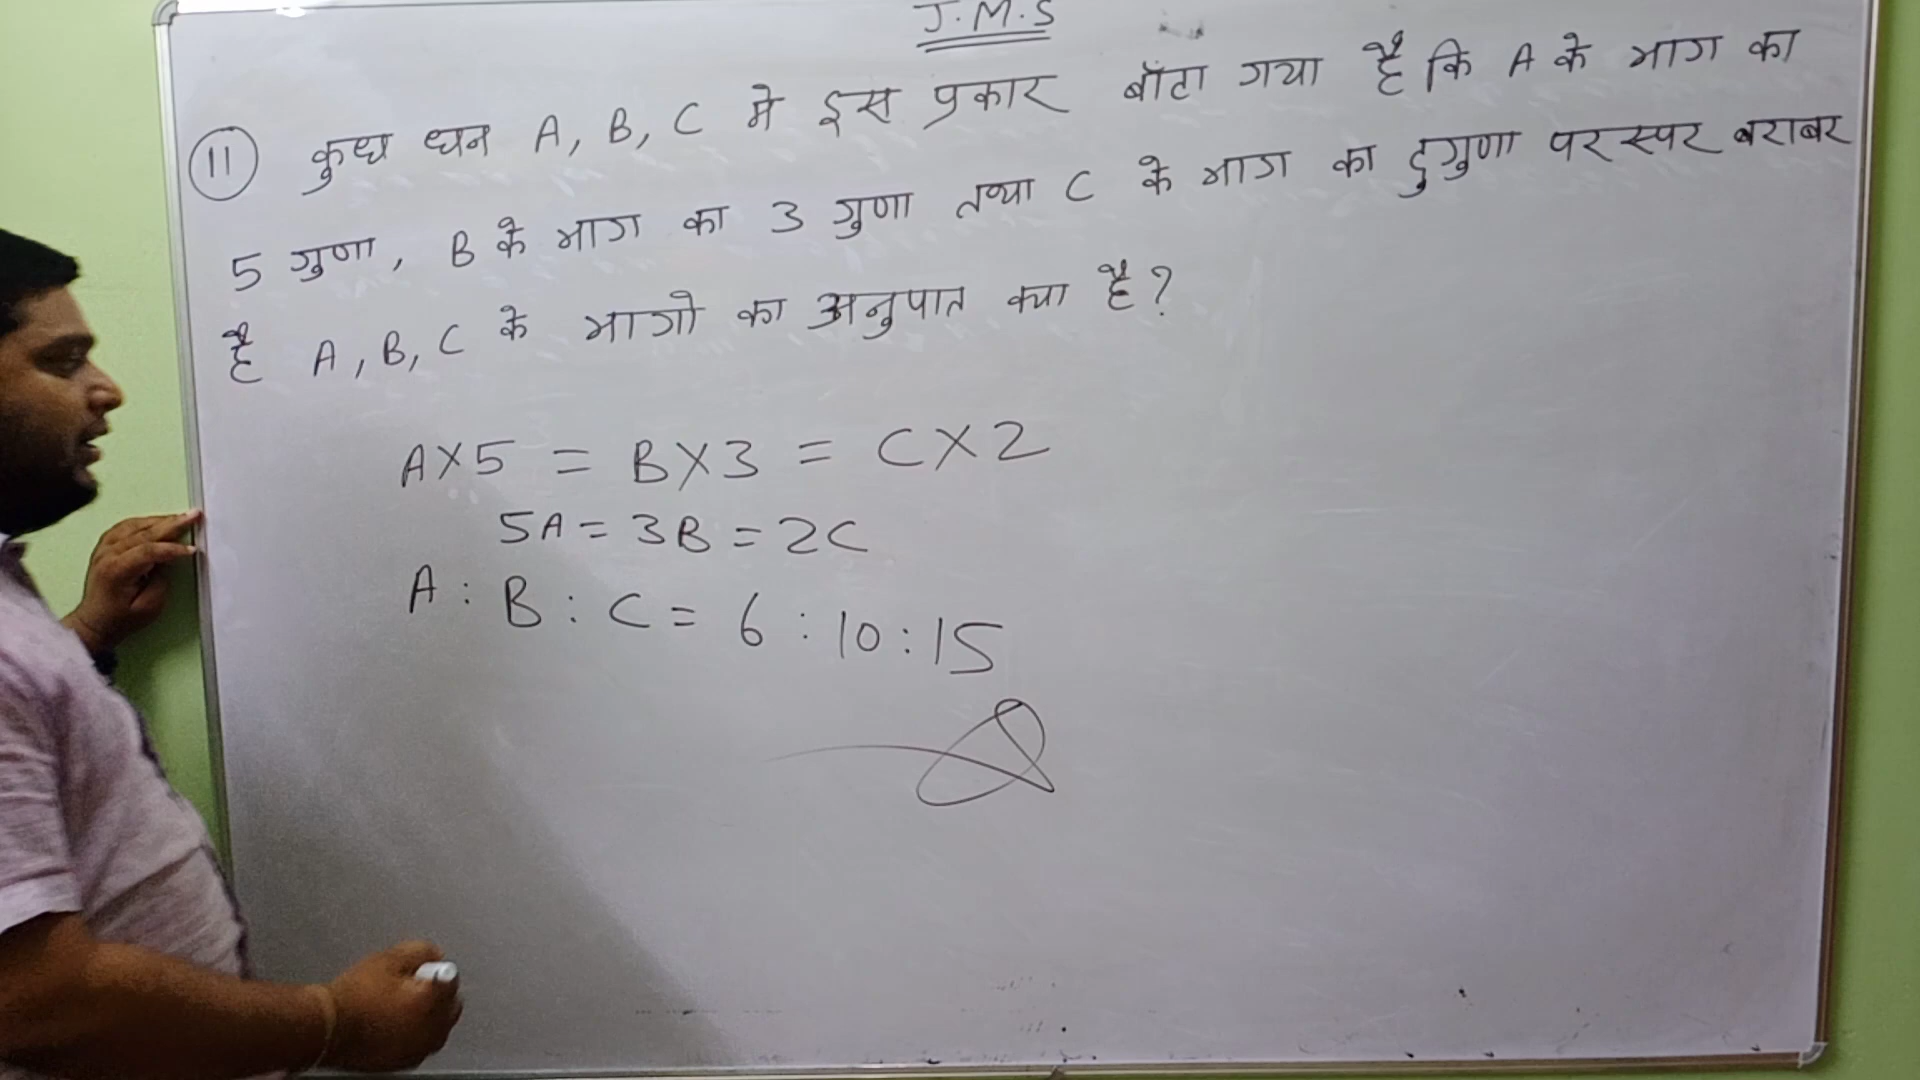 J.M.S
11 कुछ धन A, B, C मे इस प्रकार बाँटा गया है कि A के भाग का
5 गुणा, B के भाग का 3 गुणा तथा C के भाग का दुगुणा परस्पर बराबर
है A, B, C के भागो का अनुपात क्या है?
A×5 = B×3 = C×2
5A = 3B = 2C
A : B : C = 6 : 10 : 15